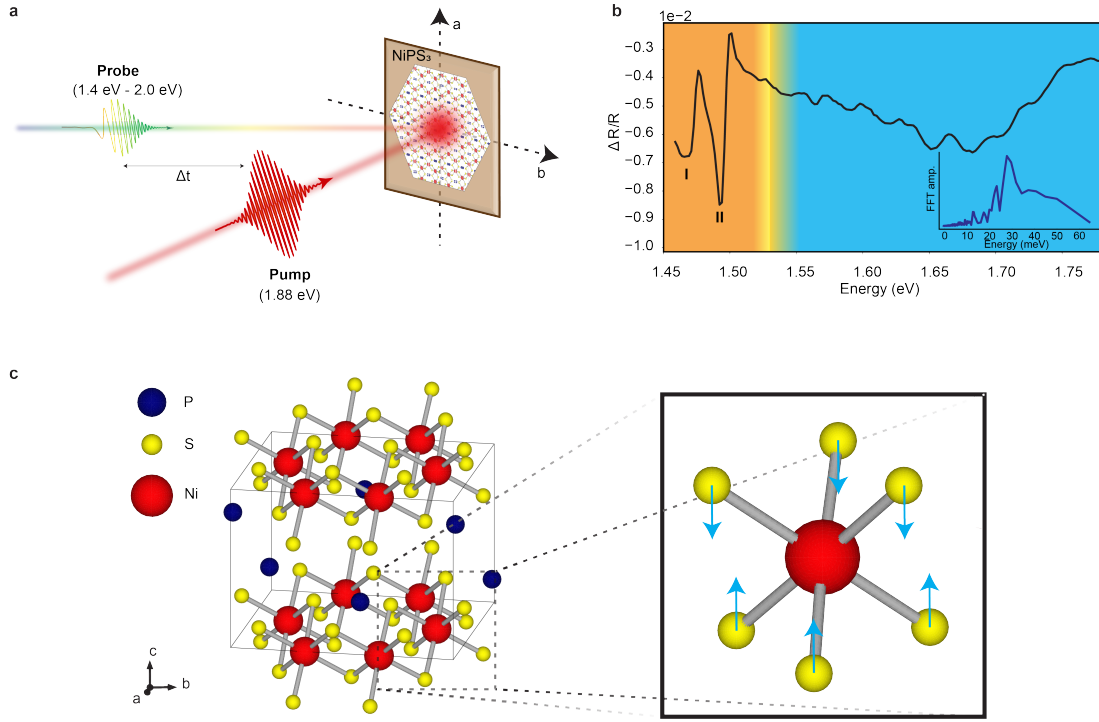 a
Probe
(1.4 eV - 2.0 eV)
Δt
Pump
(1.88 eV)
NiPS₃
a
b
b
1e−2
−0.3
−0.4
−0.5
−0.6
−0.7
−0.8
−0.9
−1.0
Δ R/R
I
II
FFT amp.
0 10 20 30 40 50 60
Energy (meV)
1.45 1.50 1.55 1.60 1.65 1.70 1.75
Energy (eV)
c
P
S
Ni
c
b
a